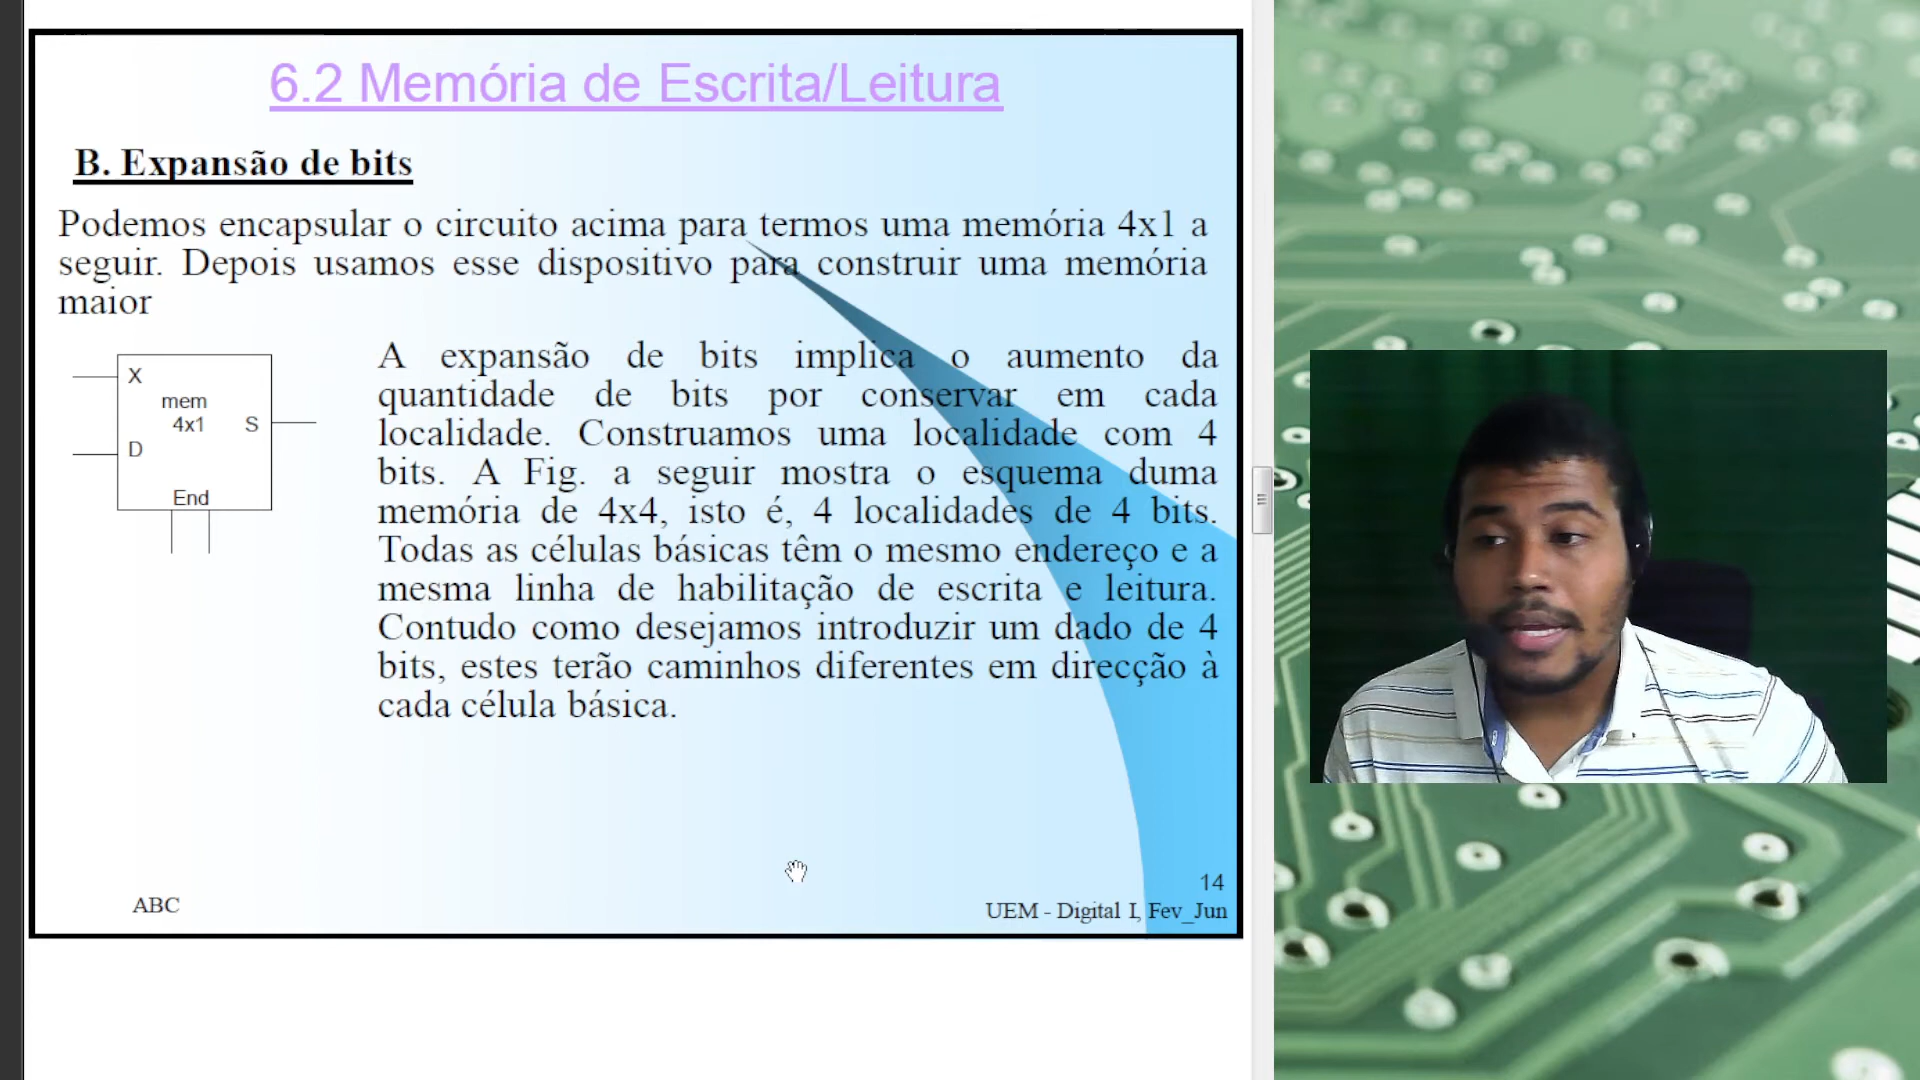 6.2 Memória de Escrita/Leitura
B. Expansão de bits
Podemos encapsular o circuito acima para termos uma memória 4x1 a
seguir. Depois usamos esse dispositivo para construir uma memória
maior
X
mem
4x1
S
D
End
A expansão de bits implica o aumento da
quantidade de bits por conservar em cada
localidade. Construamos uma localidade com 4
bits. A Fig. a seguir mostra o esquema duma
memória de 4x4, isto é, 4 localidades de 4 bits.
Todas as células básicas têm o mesmo endereço e a
mesma linha de habilitação de escrita e leitura.
Contudo como desejamos introduzir um dado de 4
bits, estes terão caminhos diferentes em direcção à
cada célula básica.
14
ABC
UEM - Digital I, Fev_Jun